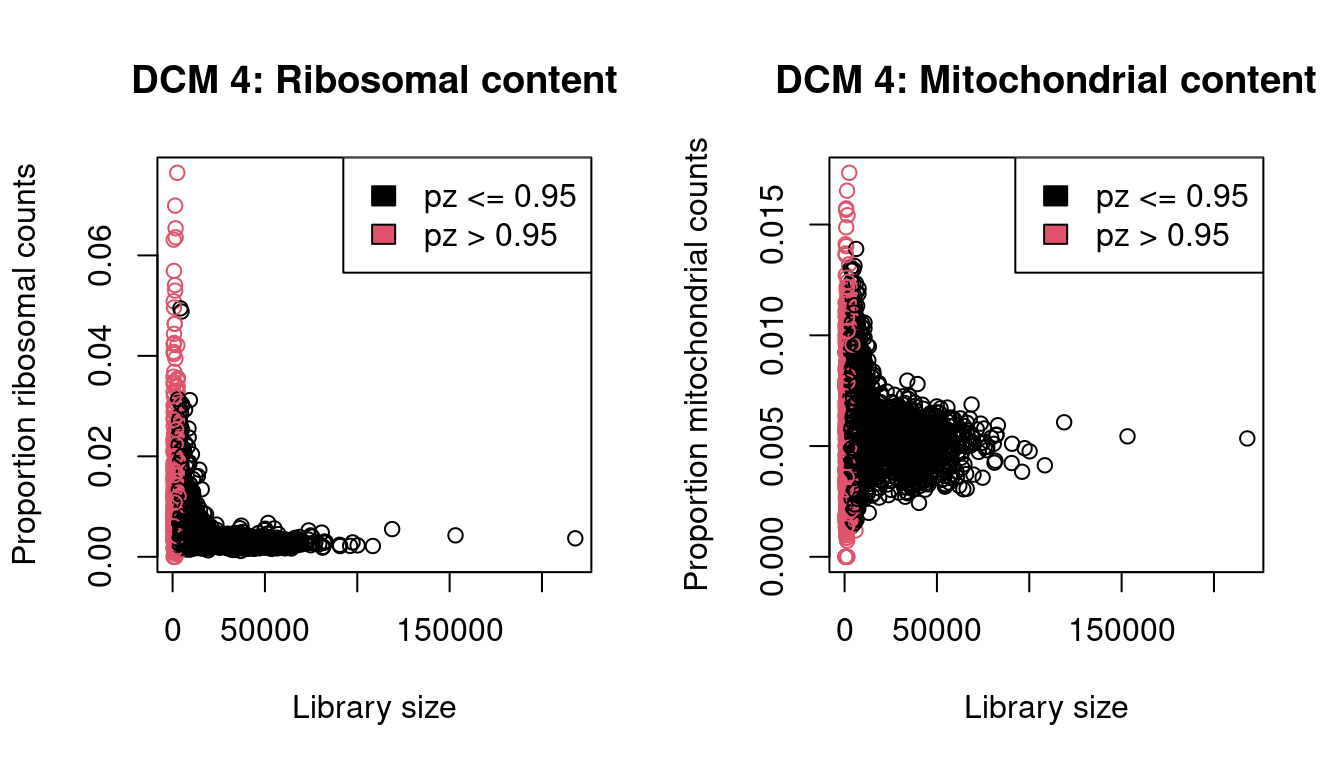 DCM 4: Ribosomal content
Proportion ribosomal counts
0.00
0.02
0.04
0.06
pz <= 0.95
pz > 0.95
0
50000
150000
Library size
DCM 4: Mitochondrial content
Proportion mitochondrial counts
0.000
0.005
0.010
0.015
pz <= 0.95
pz > 0.95
0
50000
150000
Library size